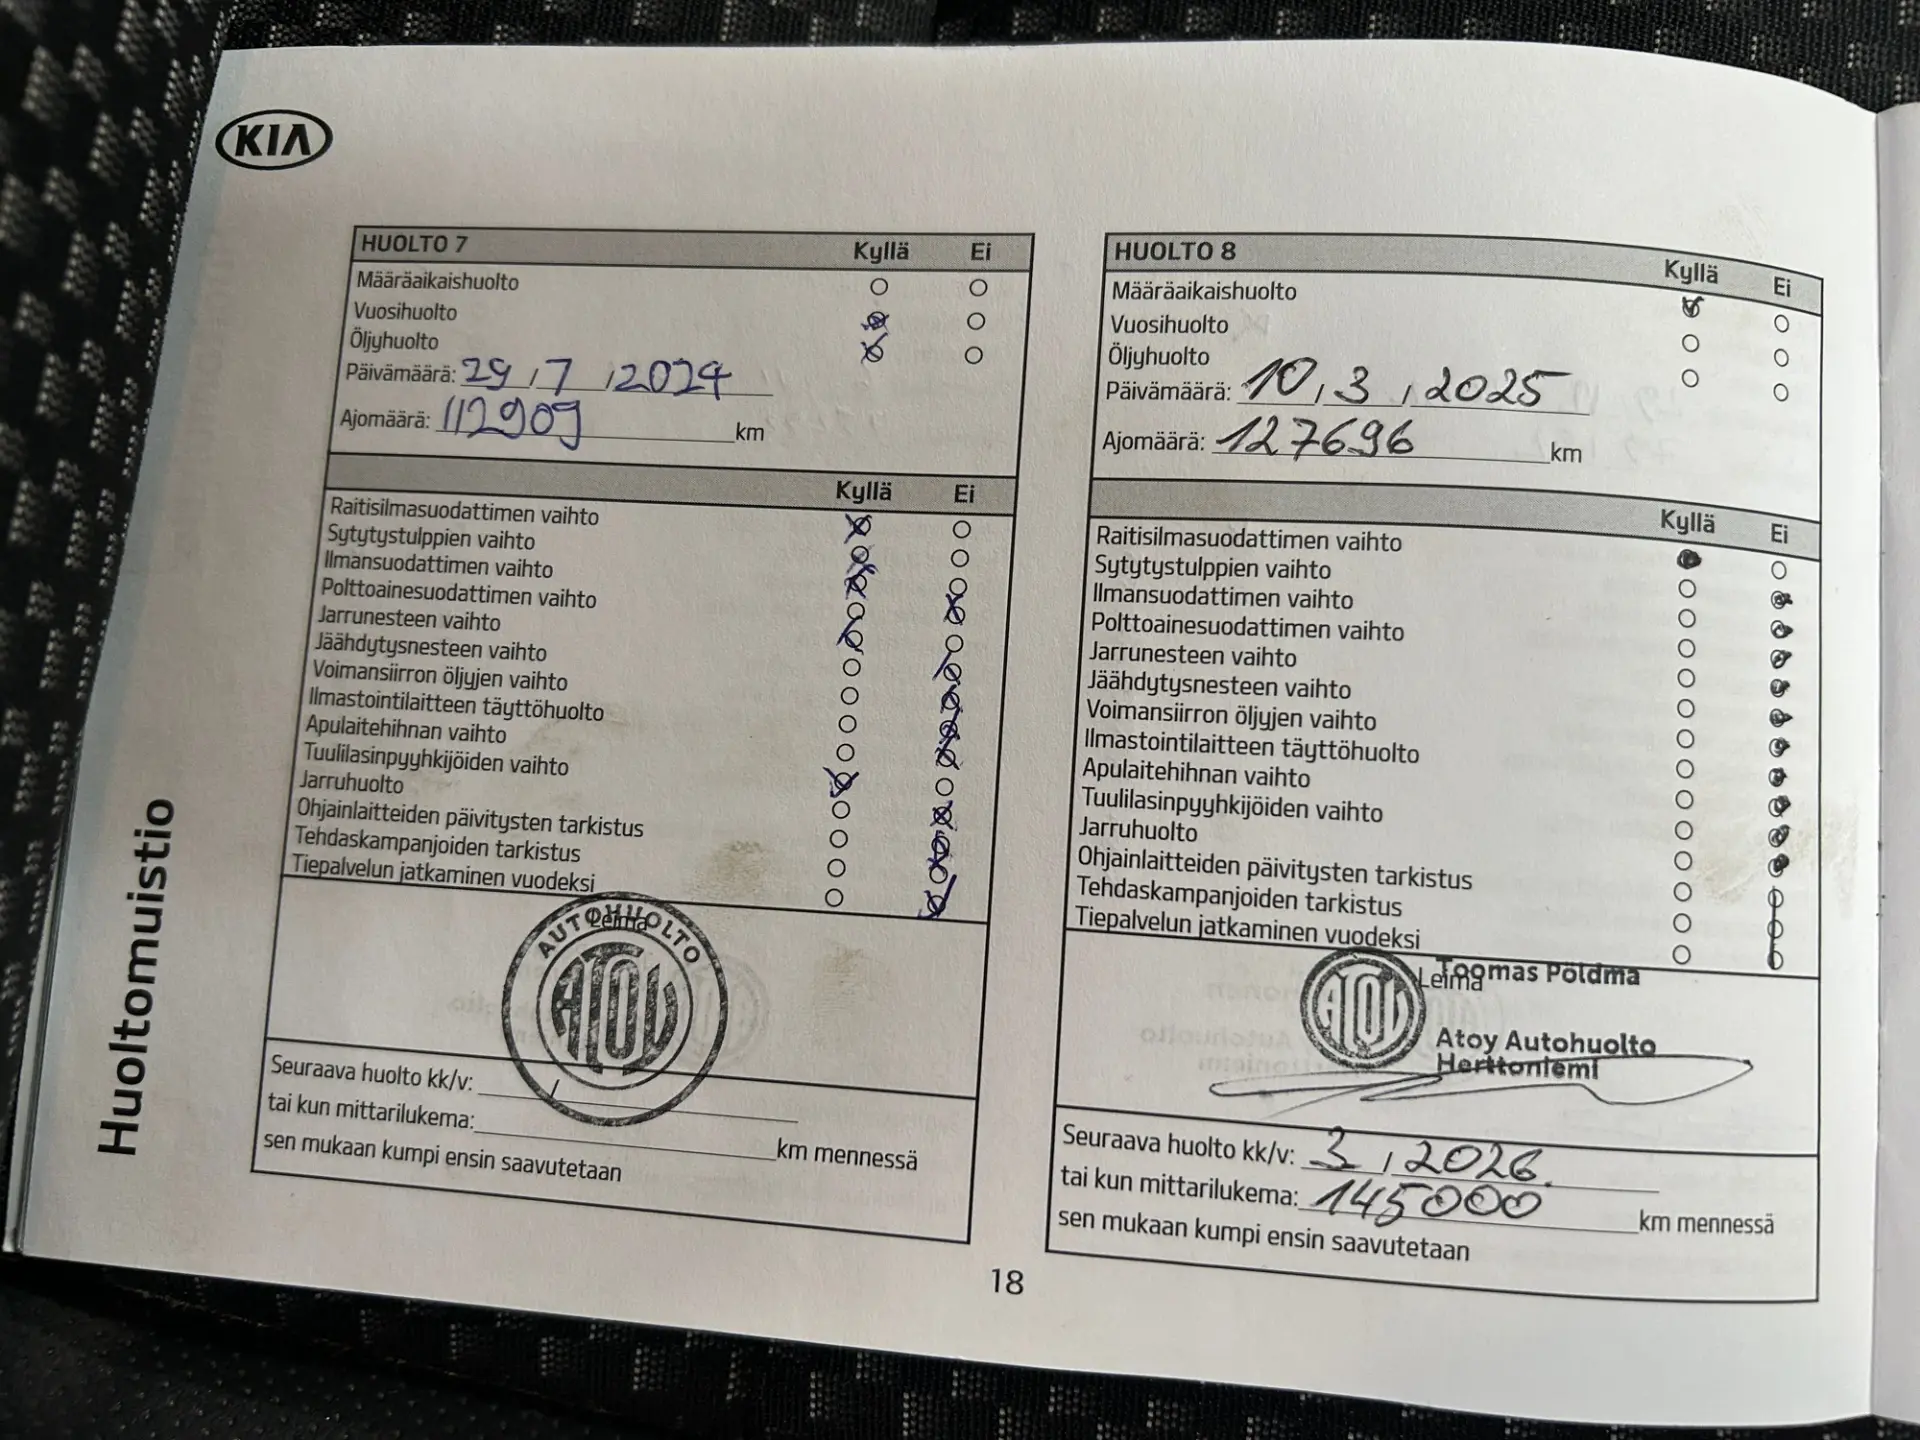 KIA
HUOLTO 7 Kyllä Ei
Määräaikaishuolto
Vuosihuolto
Öljyhuolto
Päivämäärä: 29 / 7 / 2024
Ajomäärä: 112909 km
Kyllä Ei
Raitisilmasuodattimen vaihto
Sytytystulppien vaihto
Ilmansuodattimen vaihto
Polttoainesuodattimen vaihto
Jarrunesteen vaihto
Jäähdytysnesteen vaihto
Voimansiirron öljyjen vaihto
Ilmastointilaitteen täyttöhuolto
Apulaitehihnan vaihto
Tuulilasinpyyhkijöiden vaihto
Jarruhuolto
Ohjainlaitteiden päivitysten tarkistus
Tehdaskampanjoiden tarkistus
Tiepalvelun jatkaminen vuodeksi
Leima
AUTOHUOLTO
ATOY
Seuraava huolto kk/v: /
tai kun mittarilukema: km mennessä
sen mukaan kumpi ensin saavutetaan
HUOLTO 8 Kyllä Ei
Määräaikaishuolto
Vuosihuolto
Öljyhuolto
Päivämäärä: 10 / 3 / 2025
Ajomäärä: 127696 km
Kyllä Ei
Raitisilmasuodattimen vaihto
Sytytystulppien vaihto
Ilmansuodattimen vaihto
Polttoainesuodattimen vaihto
Jarrunesteen vaihto
Jäähdytysnesteen vaihto
Voimansiirron öljyjen vaihto
Ilmastointilaitteen täyttöhuolto
Apulaitehihnan vaihto
Tuulilasinpyyhkijöiden vaihto
Jarruhuolto
Ohjainlaitteiden päivitysten tarkistus
Tehdaskampanjoiden tarkistus
Tiepalvelun jatkaminen vuodeksi
Leima
Toomas Põldma
ATOY
Atoy Autohuolto
Herttoniemi
Seuraava huolto kk/v: 3 / 2026.
tai kun mittarilukema: 145000 km mennessä
sen mukaan kumpi ensin saavutetaan
Huoltomuistio
18